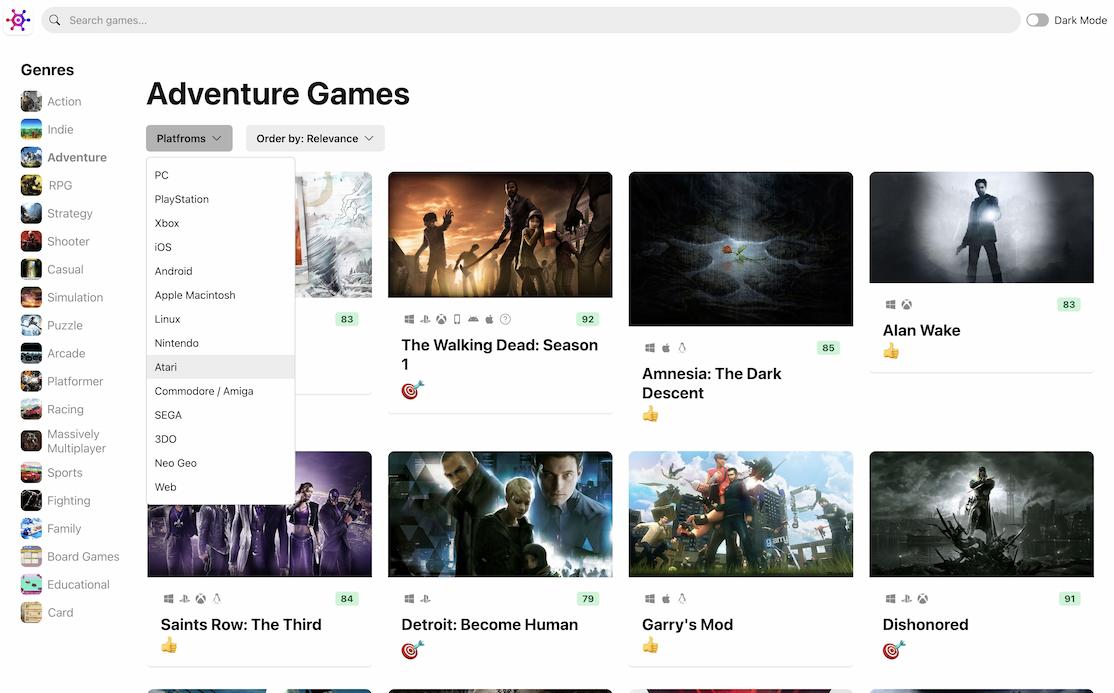 Search games...
Dark Mode
Genres
Action
Indie
Adventure
RPG
Strategy
Shooter
Casual
Simulation
Puzzle
Arcade
Platformer
Racing
Massively
Multiplayer
Sports
Fighting
Family
Board Games
Educational
Card
Adventure Games
Platfroms
Order by: Relevance
PC
PlayStation
Xbox
iOS
Android
Apple Macintosh
Linux
Nintendo
Atari
Commodore / Amiga
SEGA
3DO
Neo Geo
Web
83
92
The Walking Dead: Season
1
85
Amnesia: The Dark
Descent
83
Alan Wake
84
Saints Row: The Third
79
Detroit: Become Human
Garry's Mod
91
Dishonored